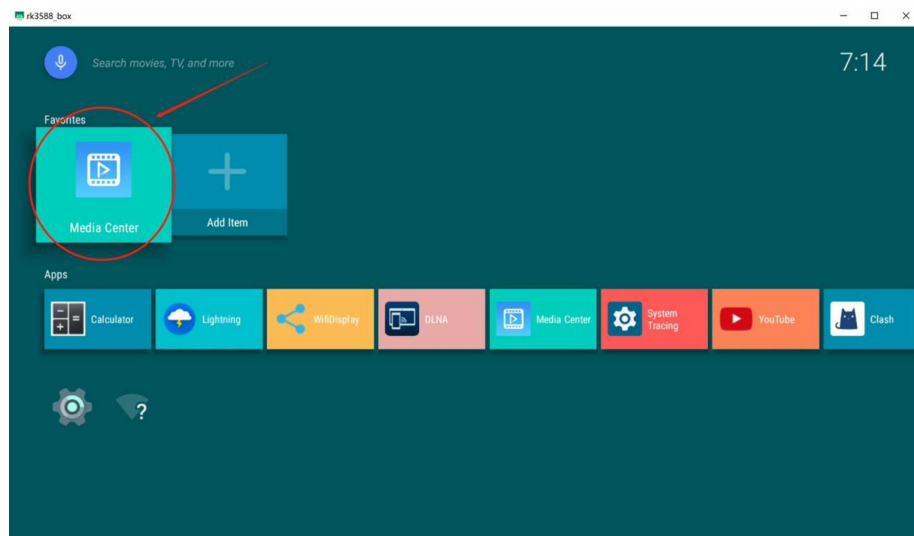 rk3588_box
Search movies, TV, and more
7:14
Favorites
Media Center
Add Item
Apps
Calculator
Lightning
WifiDisplay
DLNA
Media Center
System
Tracing
YouTube
Clash
?